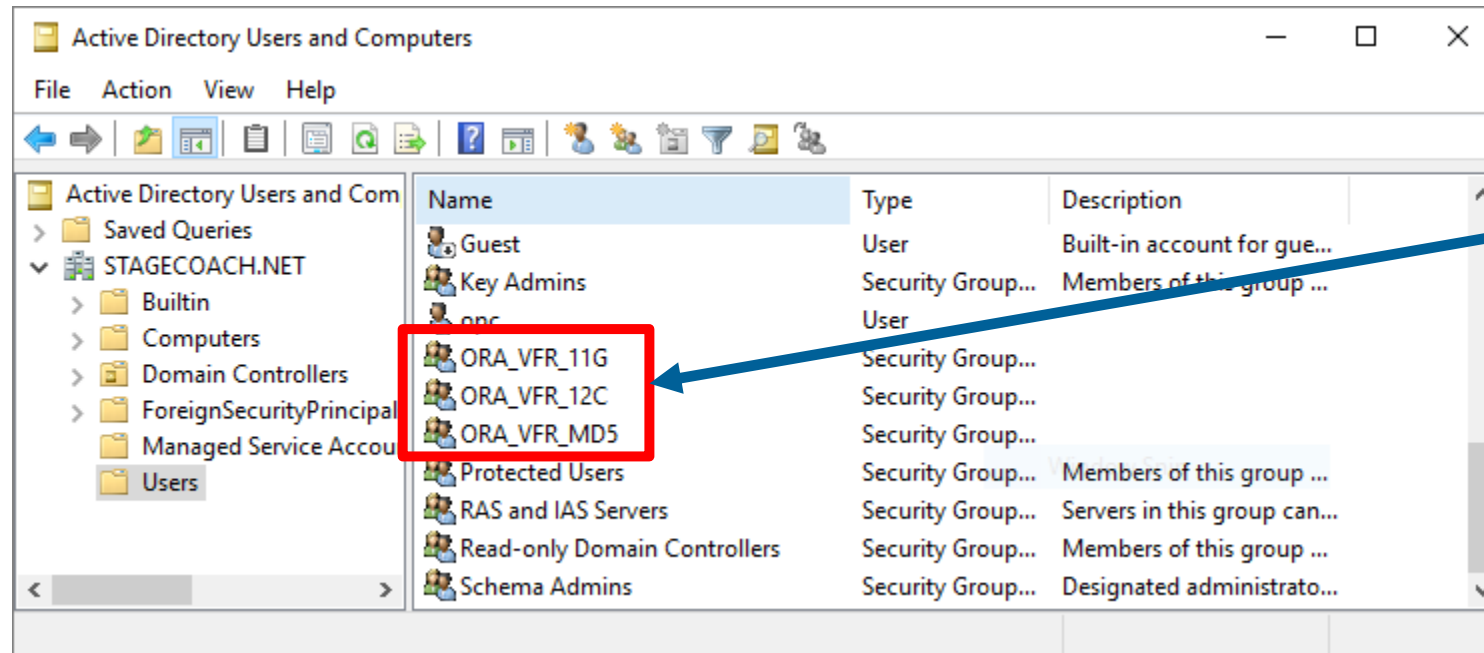 Active Directory Users and Computers
File Action View Help
Active Directory Users and Com
Saved Queries
STAGECOACH.NET
Builtin
Computers
Domain Controllers
ForeignSecurityPrincipal
Managed Service Accou
Users
Name Type Description
Guest User Built-in account for gue...
Key Admins Security Group... Members of this group ...
opc User
ORA_VFR_11G Security Group...
ORA_VFR_12C Security Group...
ORA_VFR_MD5 Security Group...
Protected Users Security Group... Members of this group ...
RAS and IAS Servers Security Group... Servers in this group can...
Read-only Domain Controllers Security Group... Members of this group ...
Schema Admins Security Group... Designated administrato...